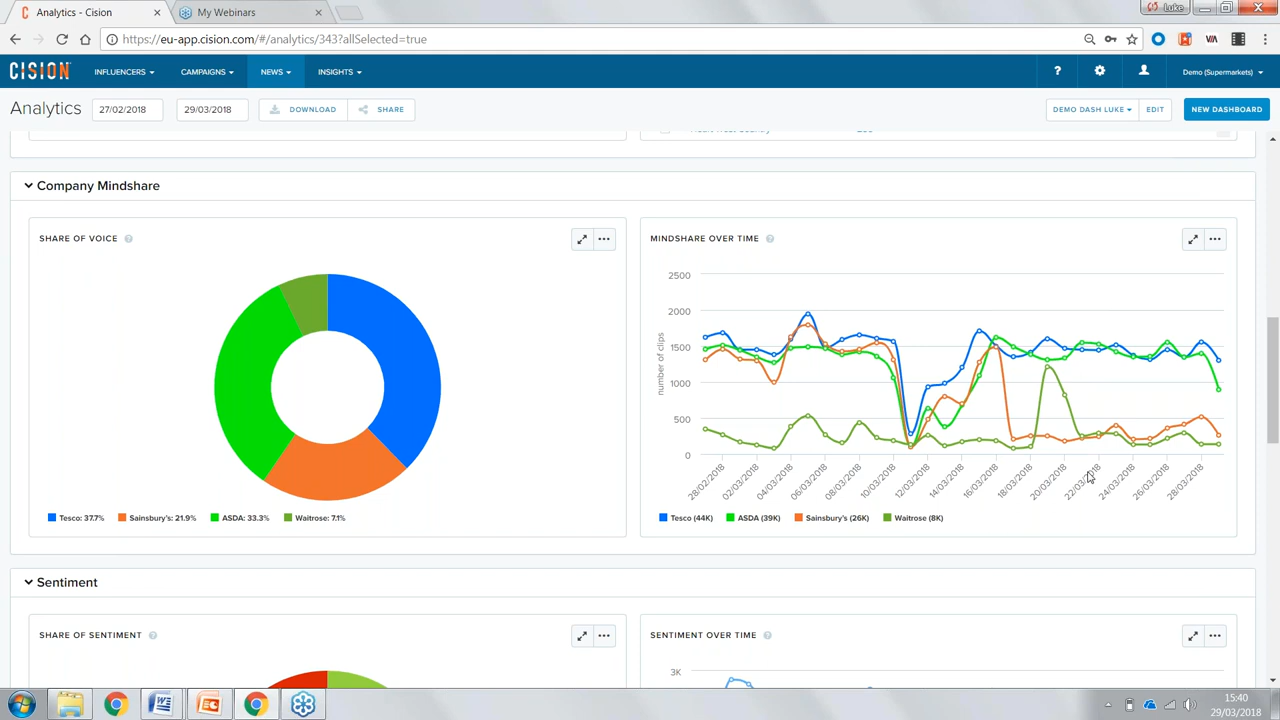 Analytics - Cision
My Webinars
Luke
https://eu-app.cision.com/#/analytics/343?allSelected=true
VIA
CISION
INFLUENCERS
CAMPAIGNS
NEWS
INSIGHTS
?
Demo (Supermarkets)
Analytics
27/02/2018
29/03/2018
DOWNLOAD
SHARE
DEMO DASH LUKE
EDIT
NEW DASHBOARD
Company Mindshare
SHARE OF VOICE ?
MINDSHARE OVER TIME ?
2500
2000
1500
1000
500
0
number of clips
28/02/2018
02/03/2018
04/03/2018
06/03/2018
08/03/2018
10/03/2018
12/03/2018
14/03/2018
16/03/2018
18/03/2018
20/03/2018
22/03/2018
24/03/2018
26/03/2018
28/03/2018
Tesco: 37.7% Sainsbury's: 21.9% ASDA: 33.3% Waitrose: 7.1%
Tesco (44K) ASDA (39K) Sainsbury's (26K) Waitrose (8K)
Sentiment
SHARE OF SENTIMENT ?
SENTIMENT OVER TIME ?
3K
15:40
29/03/2018